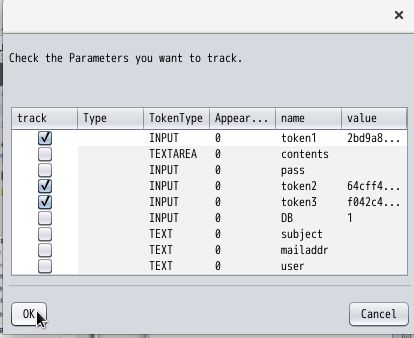 Check the Parameters you want to track.
track Type TokenType Appear... name value
INPUT 0 token1 2bd9a8...
TEXTAREA 0 contents
INPUT 0 pass
INPUT 0 token2 64cff4...
INPUT 0 token3 f042c4...
INPUT 0 DB 1
TEXT 0 subject
TEXT 0 mailaddr
TEXT 0 user
OK Cancel